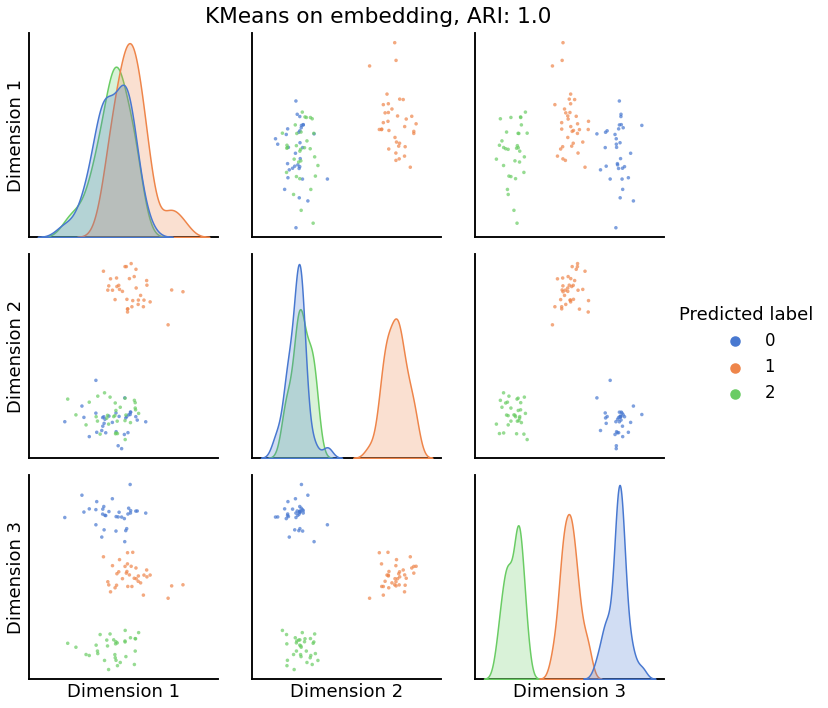 KMeans on embedding, ARI: 1.0
Dimension 1
Dimension 2
Dimension 3
Dimension 1
Dimension 2
Dimension 3
Predicted label
0
1
2